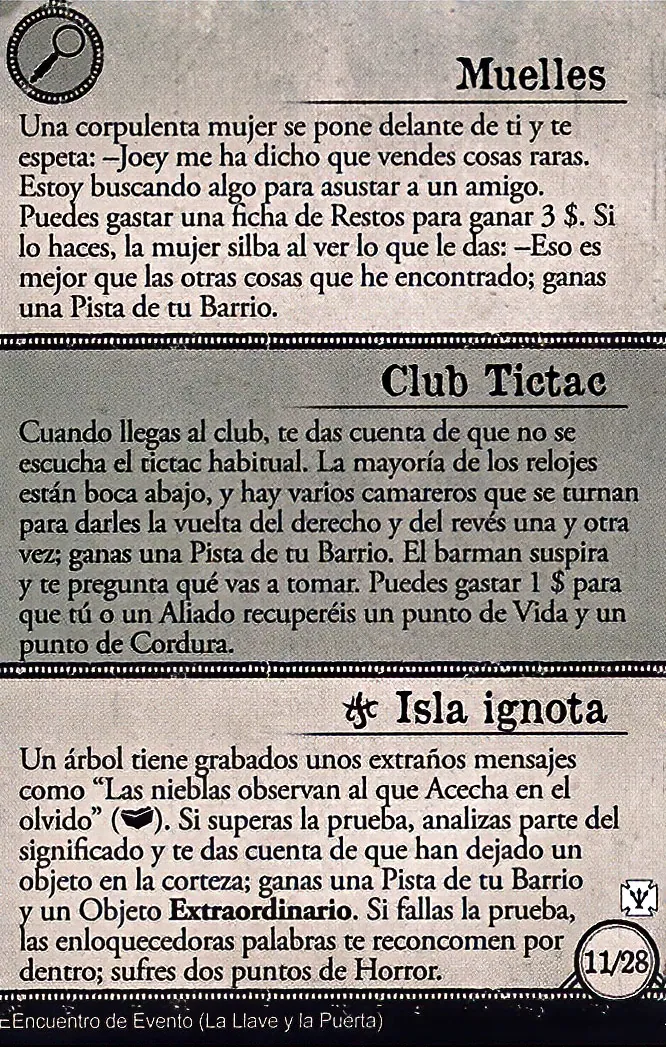 Muelles
Una corpulenta mujer se pone delante de ti y te
espeta: –Joey me ha dicho que vendes cosas raras.
Estoy buscando algo para asustar a un amigo.
Puedes gastar una ficha de Restos para ganar 3 $. Si
lo haces, la mujer silba al ver lo que le das: –Eso es
mejor que las otras cosas que he encontrado; ganas
una Pista de tu Barrio.
Club Tictac
Cuando llegas al club, te das cuenta de que no se
escucha el tictac habitual. La mayoría de los relojes
están boca abajo, y hay varios camareros que se turnan
para darles la vuelta del derecho y del revés una y otra
vez; ganas una Pista de tu Barrio. El barman suspira
y te pregunta qué vas a tomar. Puedes gastar 1 $ para
que tú o un Aliado recuperéis un punto de Vida y un
punto de Cordura.
Isla ignota
Un árbol tiene grabados unos extraños mensajes
como “Las nieblas observan al que Acecha en el
olvido” (). Si superas la prueba, analizas parte del
significado y te das cuenta de que han dejado un
objeto en la corteza; ganas una Pista de tu Barrio
y un Objeto Extraordinario. Si fallas la prueba,
las enloquecedoras palabras te reconcomen por
dentro; sufres dos puntos de Horror.
11/28
Encuentro de Evento (La Llave y la Puerta)